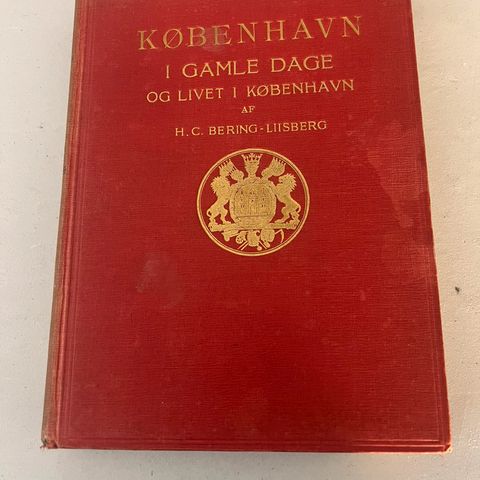 KØBENHAVN
I GAMLE DAGE
OG LIVET I KØBENHAVN
AF
H. C. BERING-LIISBERG